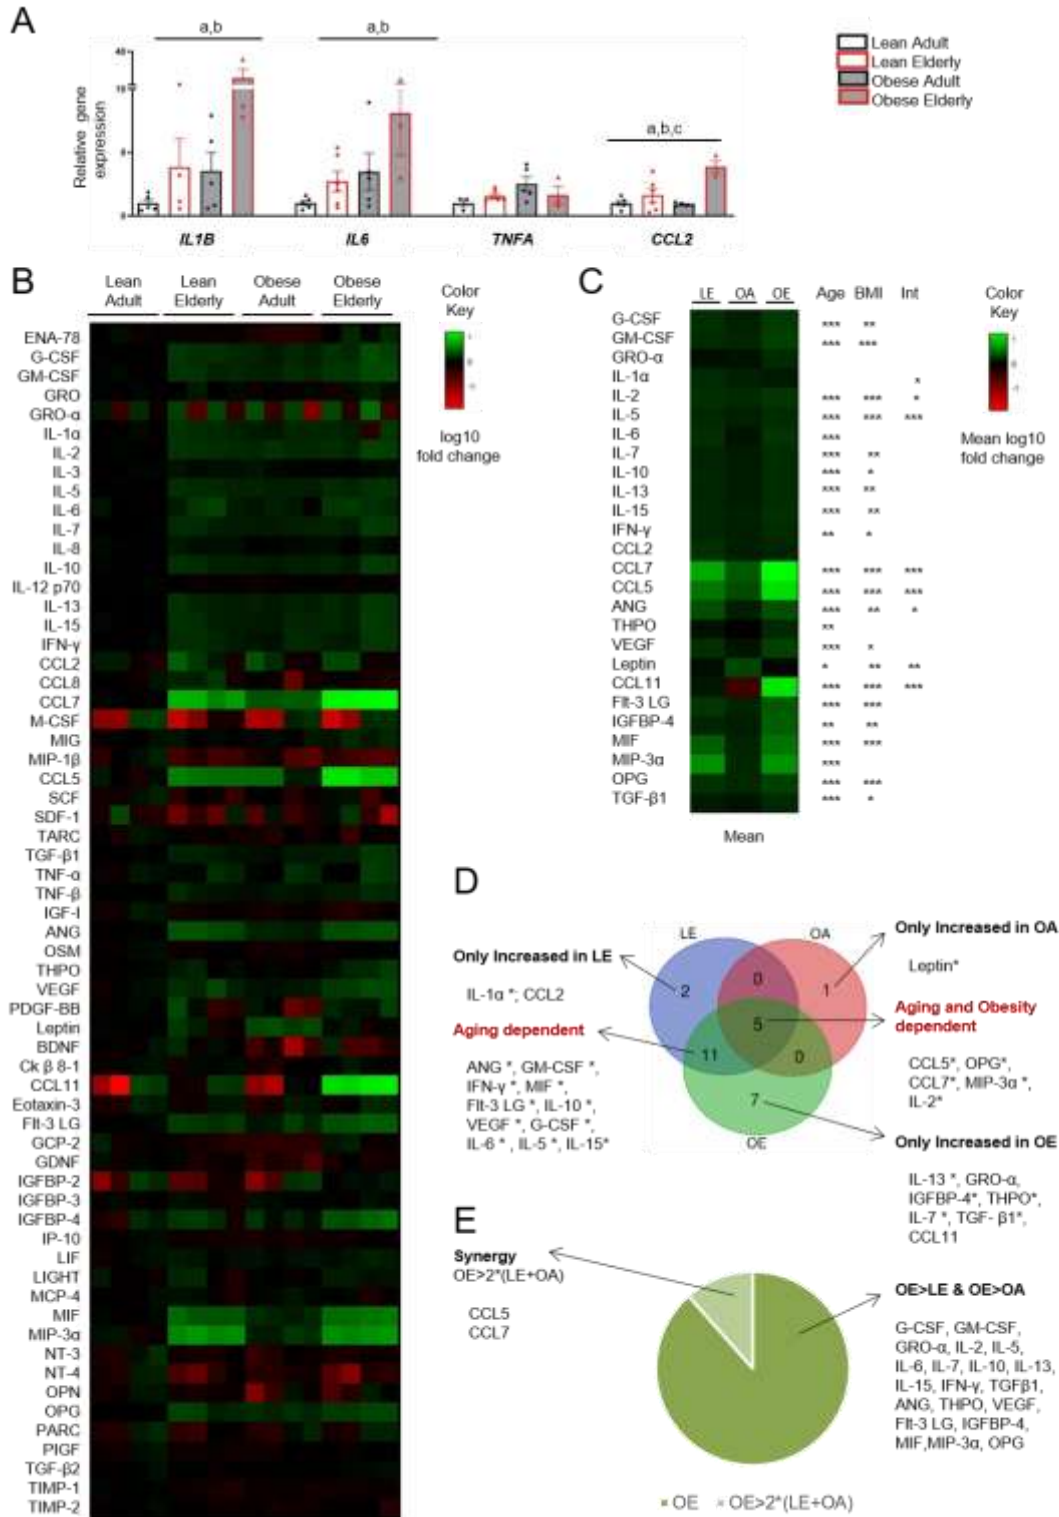 A
a,b
a,b
a,b,c
Relative gene
expression
IL1B
IL6
TNFA
CCL2
Lean Adult
Lean Elderly
Obese Adult
Obese Elderly
B
Lean
Adult
Lean
Elderly
Obese
Adult
Obese
Elderly
Color
Key
log10
fold change
ENA-78
G-CSF
GM-CSF
GRO
GRO-α
IL-1α
IL-2
IL-3
IL-5
IL-6
IL-7
IL-8
IL-10
IL-12 p70
IL-13
IL-15
IFN-γ
CCL2
CCL8
CCL7
M-CSF
MIG
MIP-1β
CCL5
SCF
SDF-1
TARC
TGF-β1
TNF-α
TNF-β
IGF-I
ANG
OSM
THPO
VEGF
PDGF-BB
Leptin
BDNF
Ck β 8-1
CCL11
Eotaxin-3
Flt-3 LG
GCP-2
GDNF
IGFBP-2
IGFBP-3
IGFBP-4
IP-10
LIF
LIGHT
MCP-4
MIF
MIP-3α
NT-3
NT-4
OPN
OPG
PARC
PIGF
TGF-β2
TIMP-1
TIMP-2
C
LE OA OE Age BMI Int
G-CSF *** **
GM-CSF *** ***
GRO-α
IL-1α *
IL-2 *** *** *
IL-5 *** *** ***
IL-6 ***
IL-7 *** **
IL-10 *** *
IL-13 *** **
IL-15 *** **
IFN-γ ** *
CCL2
CCL7 *** *** ***
CCL5 *** *** ***
ANG *** ** *
THPO **
VEGF *** *
Leptin * ** **
CCL11 *** *** ***
Flt-3 LG *** ***
IGFBP-4 ** **
MIF *** ***
MIP-3α ***
OPG *** ***
TGF-β1 *** *
Mean
Color
Key
Mean log10
fold change
D
LE
OA
OE
2
0
1
5
11
0
7
Only Increased in LE
IL-1α *; CCL2
Aging dependent
ANG *, GM-CSF *,
IFN-γ *, MIF *,
Flt-3 LG *, IL-10 *,
VEGF *, G-CSF *,
IL-6 *, IL-5 *, IL-15*
Only Increased in OA
Leptin*
Aging and Obesity
dependent
CCL5*, OPG*,
CCL7*, MIP-3α *,
IL-2*
Only Increased in OE
IL-13 *, GRO-α,
IGFBP-4*, THPO*,
IL-7 *, TGF- β1*,
CCL11
E
Synergy
OE>2*(LE+OA)
CCL5
CCL7
OE>LE & OE>OA
G-CSF, GM-CSF,
GRO-α, IL-2, IL-5,
IL-6, IL-7, IL-10, IL-13,
IL-15, IFN-γ, TGFβ1,
ANG, THPO, VEGF,
Flt-3 LG, IGFBP-4,
MIF,MIP-3α, OPG
OE OE>2*(LE+OA)